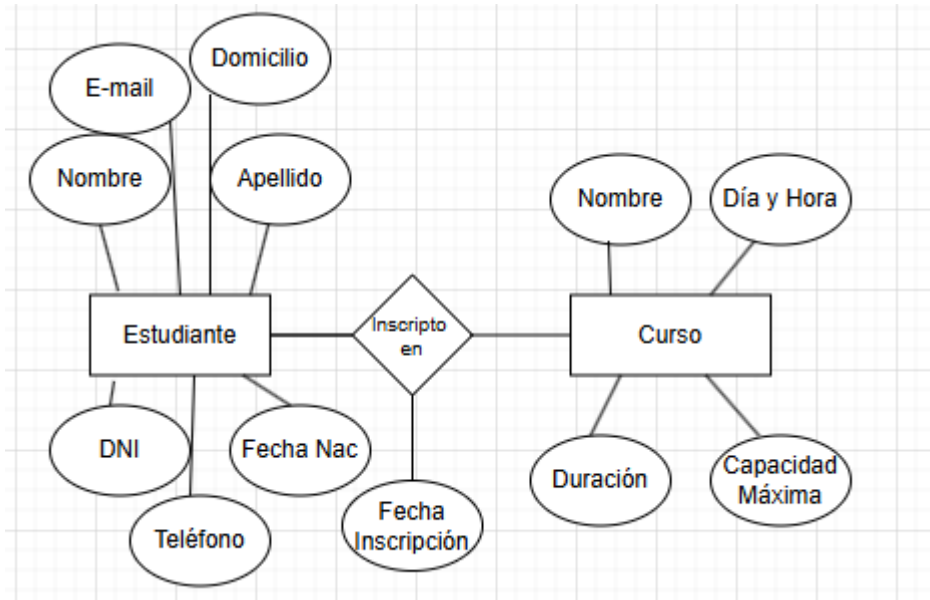 Domicilio
E-mail
Nombre
Apellido
Nombre
Día y Hora
Estudiante
Inscripto
en
Curso
DNI
Fecha Nac
Duración
Capacidad
Máxima
Teléfono
Fecha
Inscripción